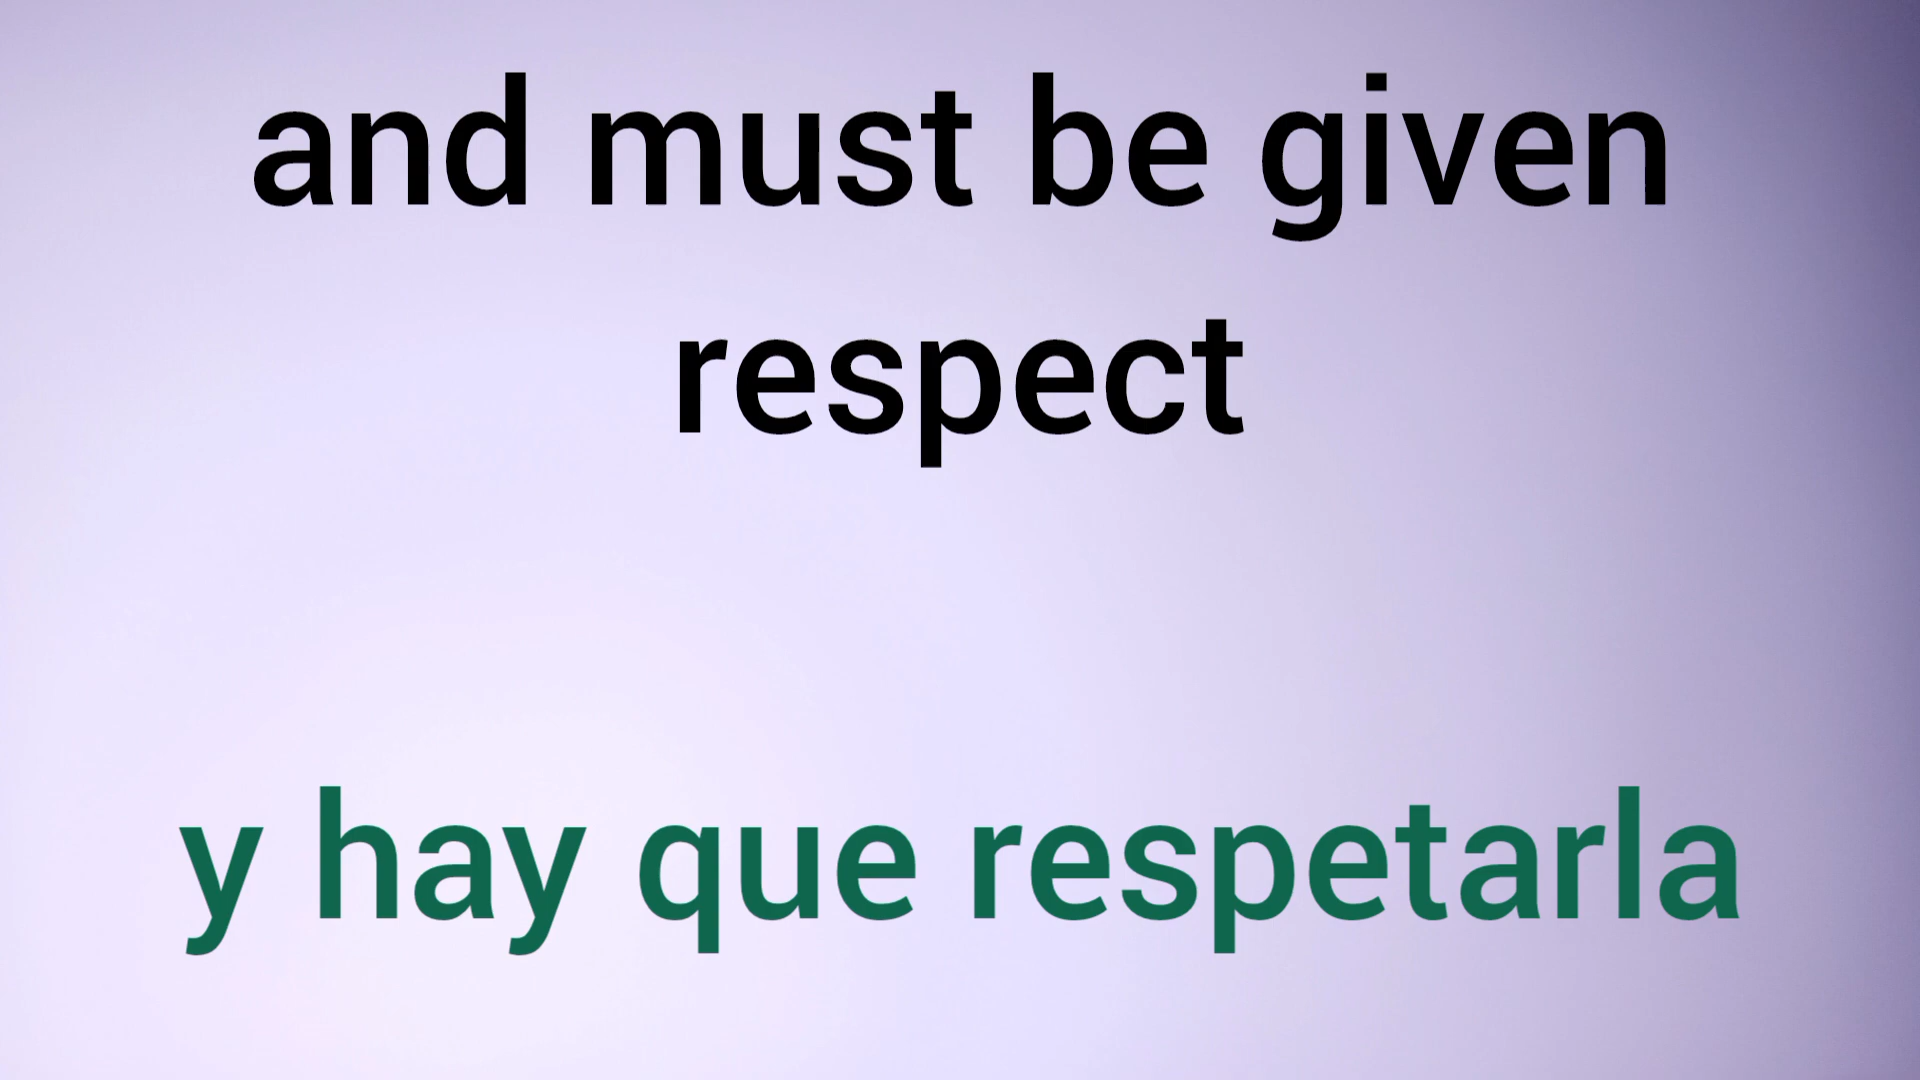 and must be given
respect
y hay que respetarla